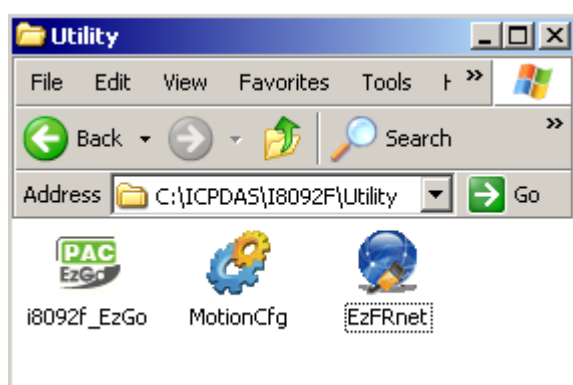 Utility
File Edit View Favorites Tools H »
Back Search »
Address C:\ICPDAS\I8092F\Utility Go
PAC
EzGo
i8092f_EzGo MotionCfg EzFRnet